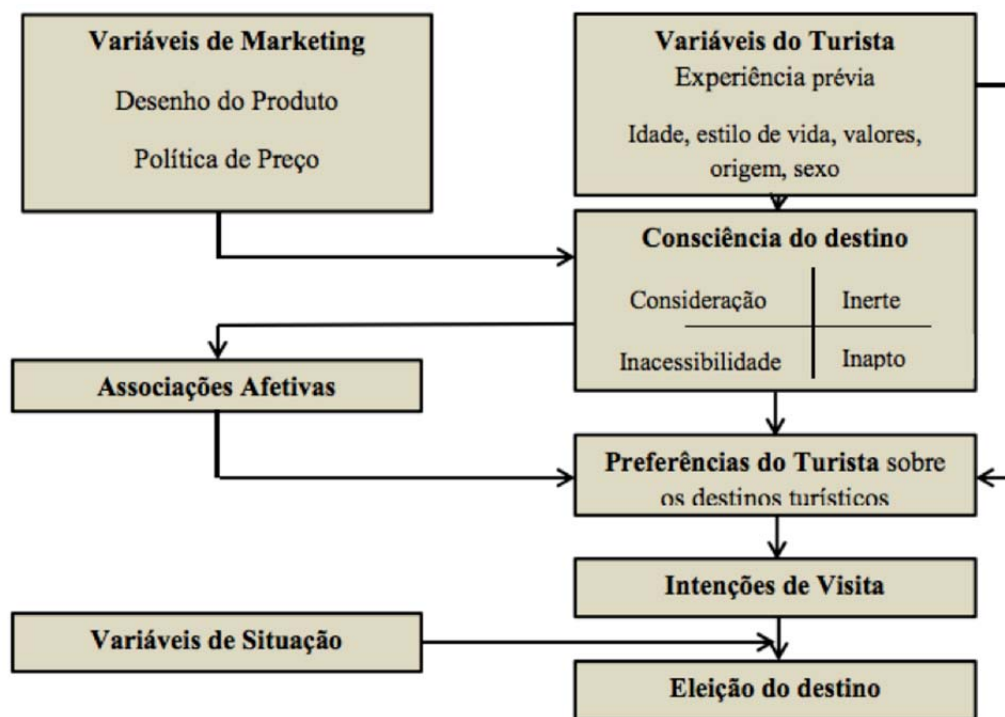 Variáveis de Marketing
Desenho do Produto
Política de Preço
Variáveis do Turista
Experiência prévia
Idade, estilo de vida, valores,
origem, sexo
Consciência do destino
Consideração
Inerte
Inacessibilidade
Inapto
Associações Afetivas
Preferências do Turista sobre
os destinos turísticos
Intenções de Visita
Variáveis de Situação
Eleição do destino